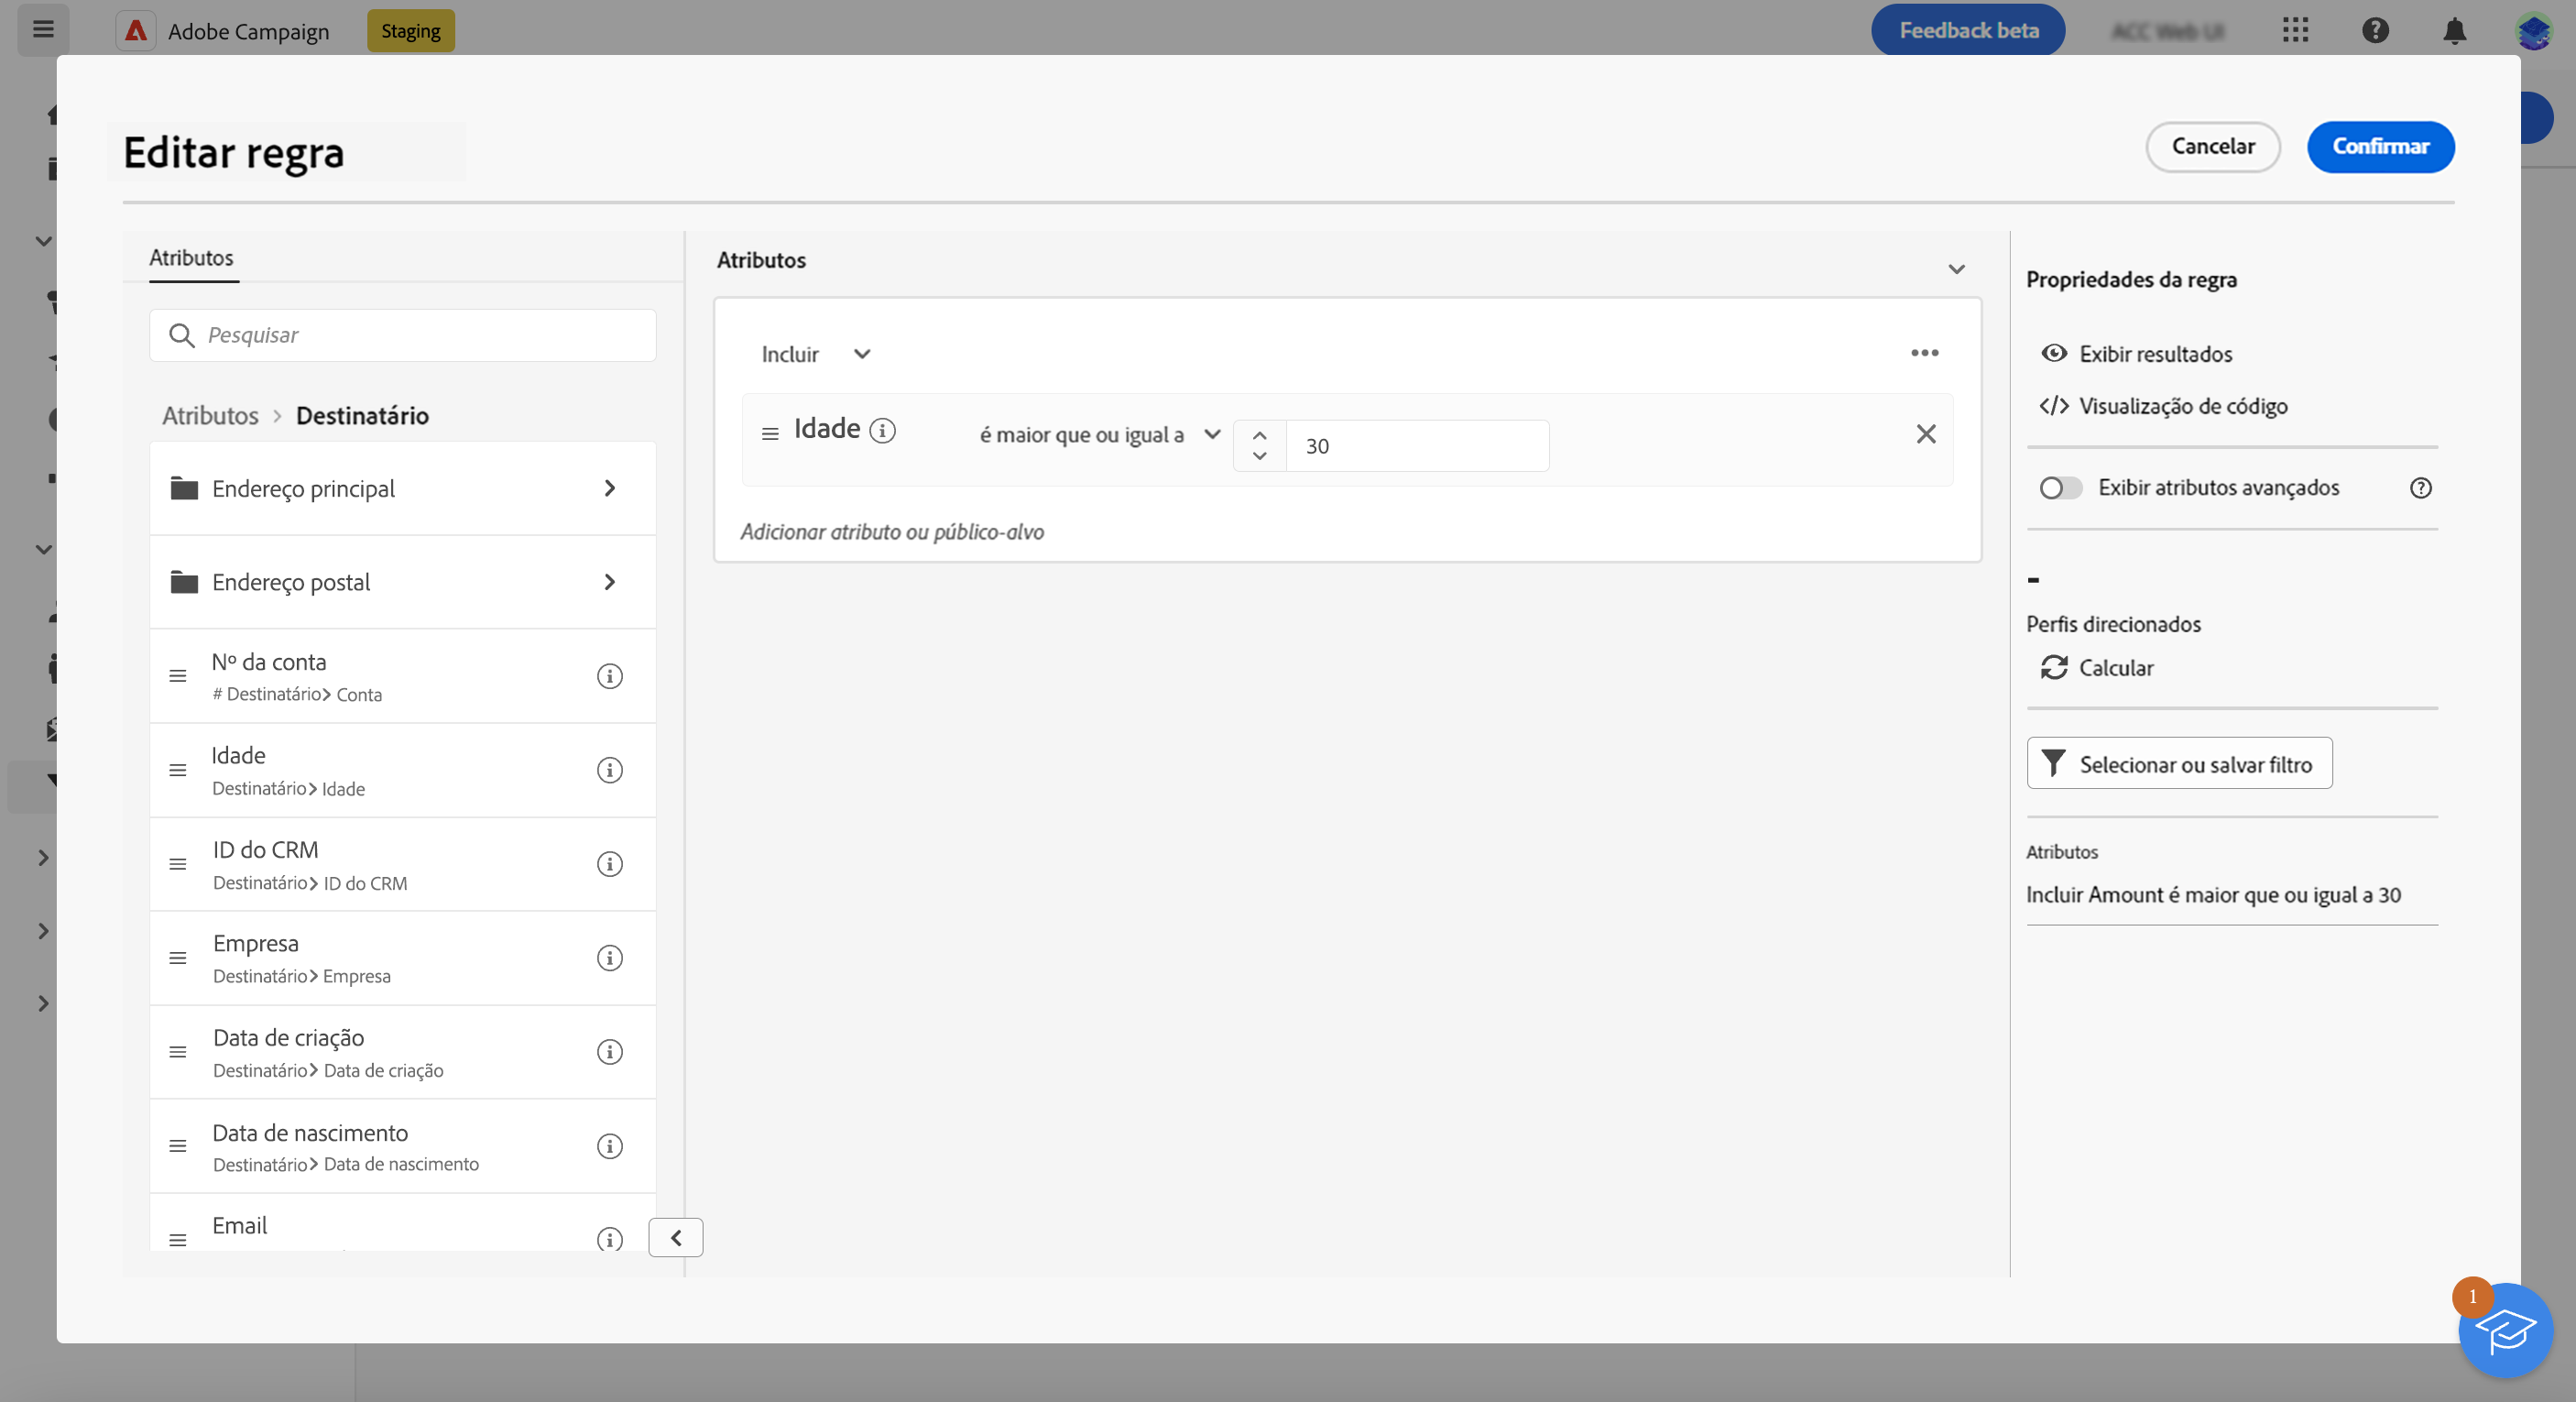 Adobe Campaign
Staging
Feedback beta
Editar regra
Cancelar
Confirmar
Atributos
Pesquisar
Atributos > Destinatário
Endereço principal
Endereço postal
Nº da conta
# Destinatário> Conta
Idade
Destinatário> Idade
ID do CRM
Destinatário> ID do CRM
Empresa
Destinatário> Empresa
Data de criação
Destinatário> Data de criação
Data de nascimento
Destinatário> Data de nascimento
Email
Atributos
Incluir
Idade é maior que ou igual a 30
Adicionar atributo ou público-alvo
Propriedades da regra
Exibir resultados
Visualização de código
Exibir atributos avançados
-
Perfis direcionados
Calcular
Selecionar ou salvar filtro
Atributos
Incluir Amount é maior que ou igual a 30
1